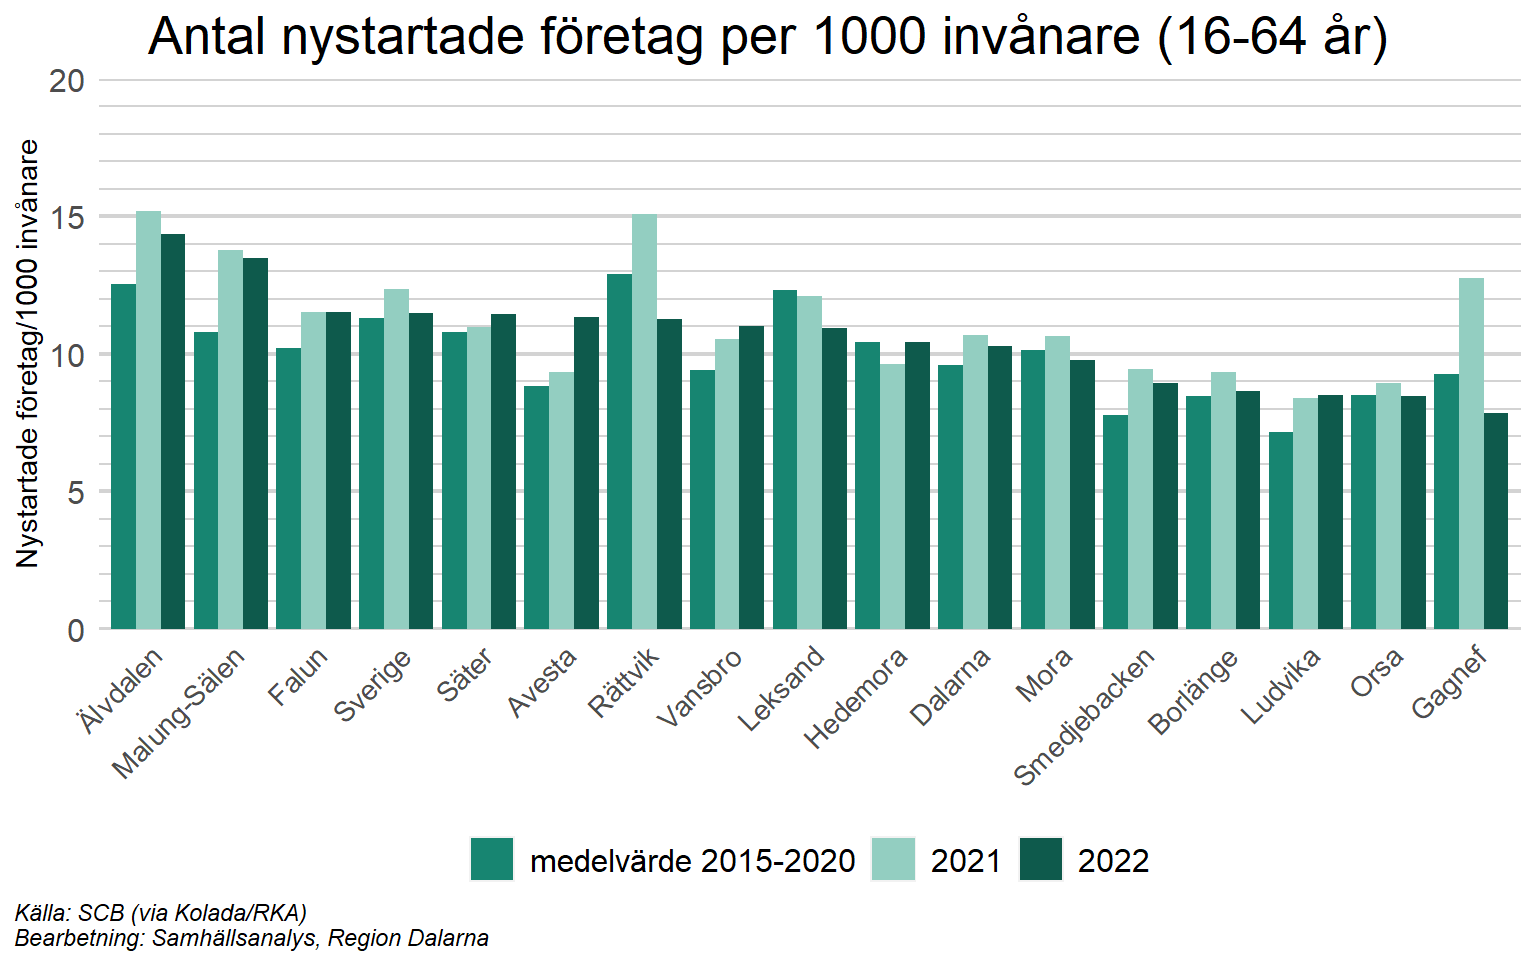 Antal nystartade företag per 1000 invånare (16-64 år)
Nystartade företag/1000 invånare
20
15
10
5
0
Älvdalen
Malung-Sälen
Falun
Sverige
Säter
Avesta
Rättvik
Vansbro
Leksand
Hedemora
Dalarna
Mora
Smedjebacken
Borlänge
Ludvika
Orsa
Gagnef
medelvärde 2015-2020
2021
2022
Källa: SCB (via Kolada/RKA)
Bearbetning: Samhällsanalys, Region Dalarna